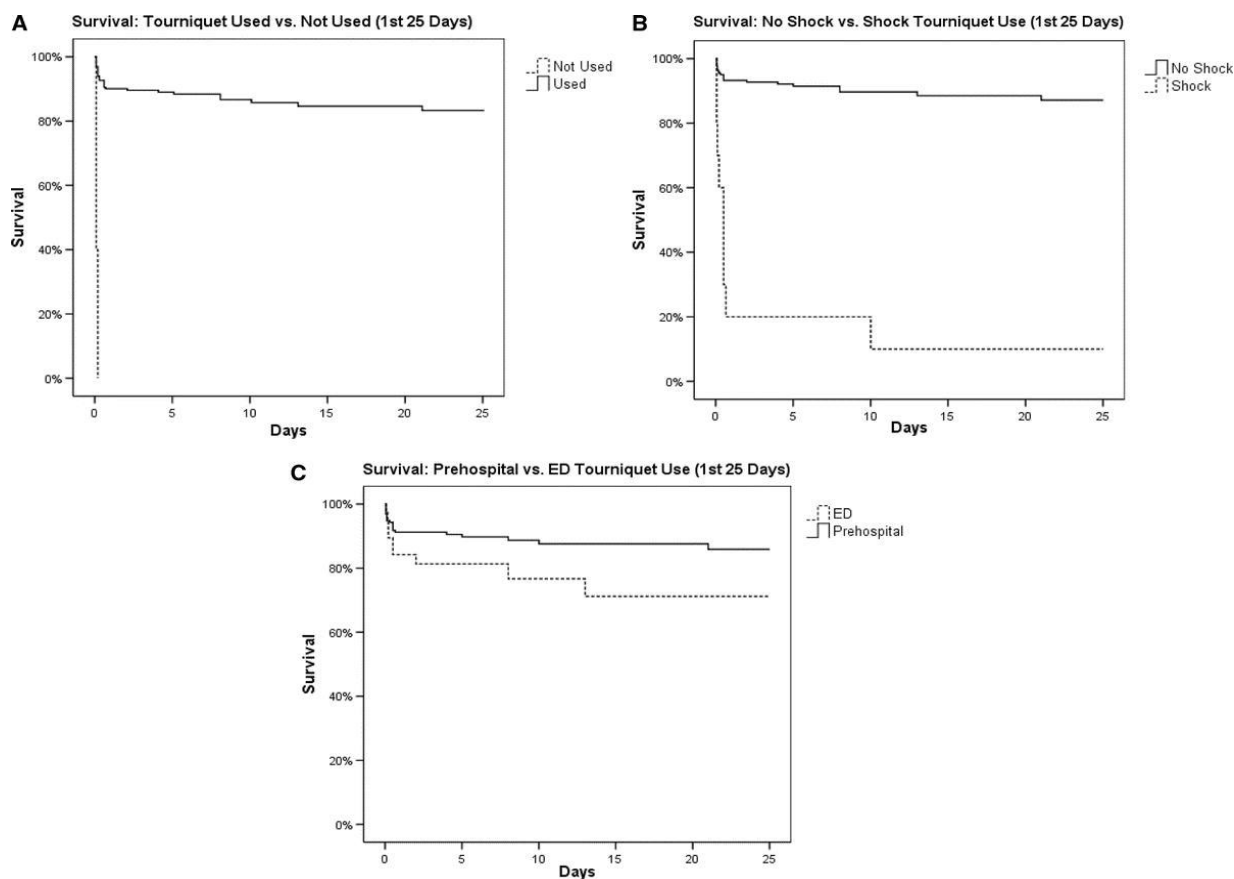 A
Survival: Tourniquet Used vs. Not Used (1st 25 Days)
100%
80%
60%
40%
20%
0%
Survival
0 5 10 15 20 25
Days
Not Used
Used
B
Survival: No Shock vs. Shock Tourniquet Use (1st 25 Days)
100%
80%
60%
40%
20%
0%
Survival
0 5 10 15 20 25
Days
No Shock
Shock
C
Survival: Prehospital vs. ED Tourniquet Use (1st 25 Days)
100%
80%
60%
40%
20%
0%
Survival
0 5 10 15 20 25
Days
ED
Prehospital